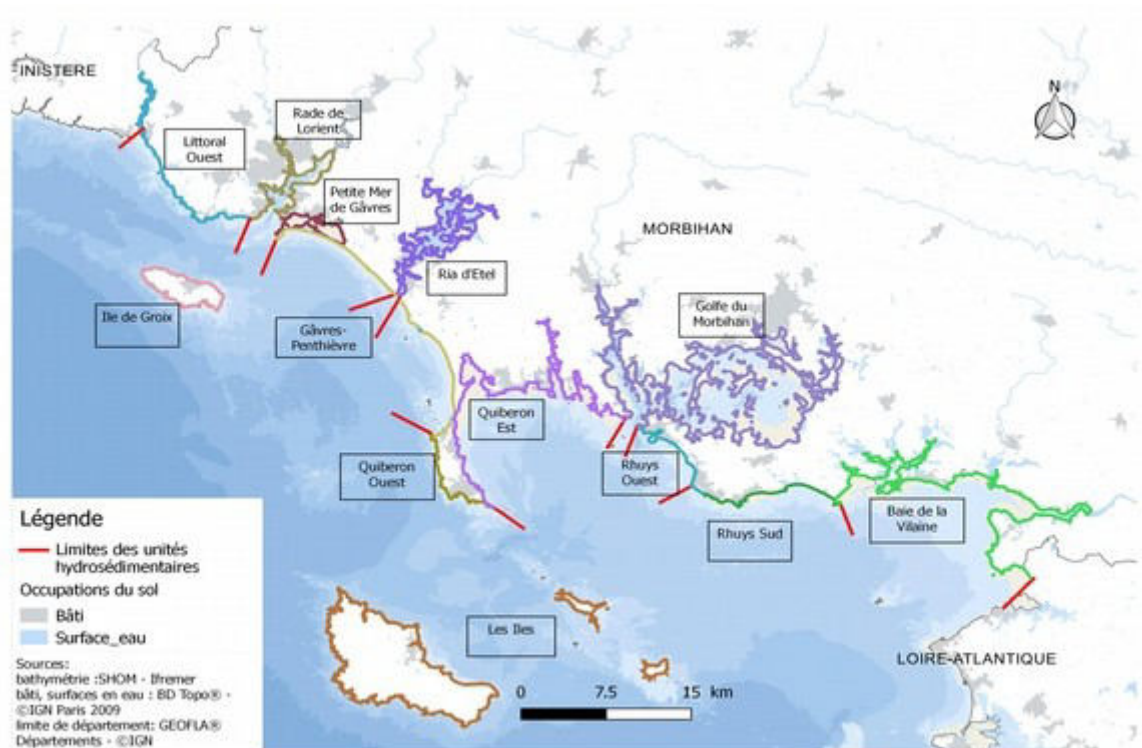 INISTERE
N
Rade de
Lorient
Littoral
Ouest
Petite Mer
de Gâvres
MORBIHAN
Ria d'Etel
Golfe du
Morbihan
Ile de Groix
Gâvres-
Penthièvre
Quiberon
Est
Quiberon
Ouest
Rhuys
Ouest
Baie de la
Vilaine
Rhuys Sud
Légende
Limites des unités
hydrosédimentaires
Occupations du sol
Bâti
Surface_eau
Les Iles
LOIRE-ATLANTIQUE
0 7.5 15 km
Sources:
bathymétrie :SHOM - Ifremer
bâti, surfaces en eau : BD Topo® -
©IGN Paris 2009
limite de département: GEOFLA®
Départements - ©IGN